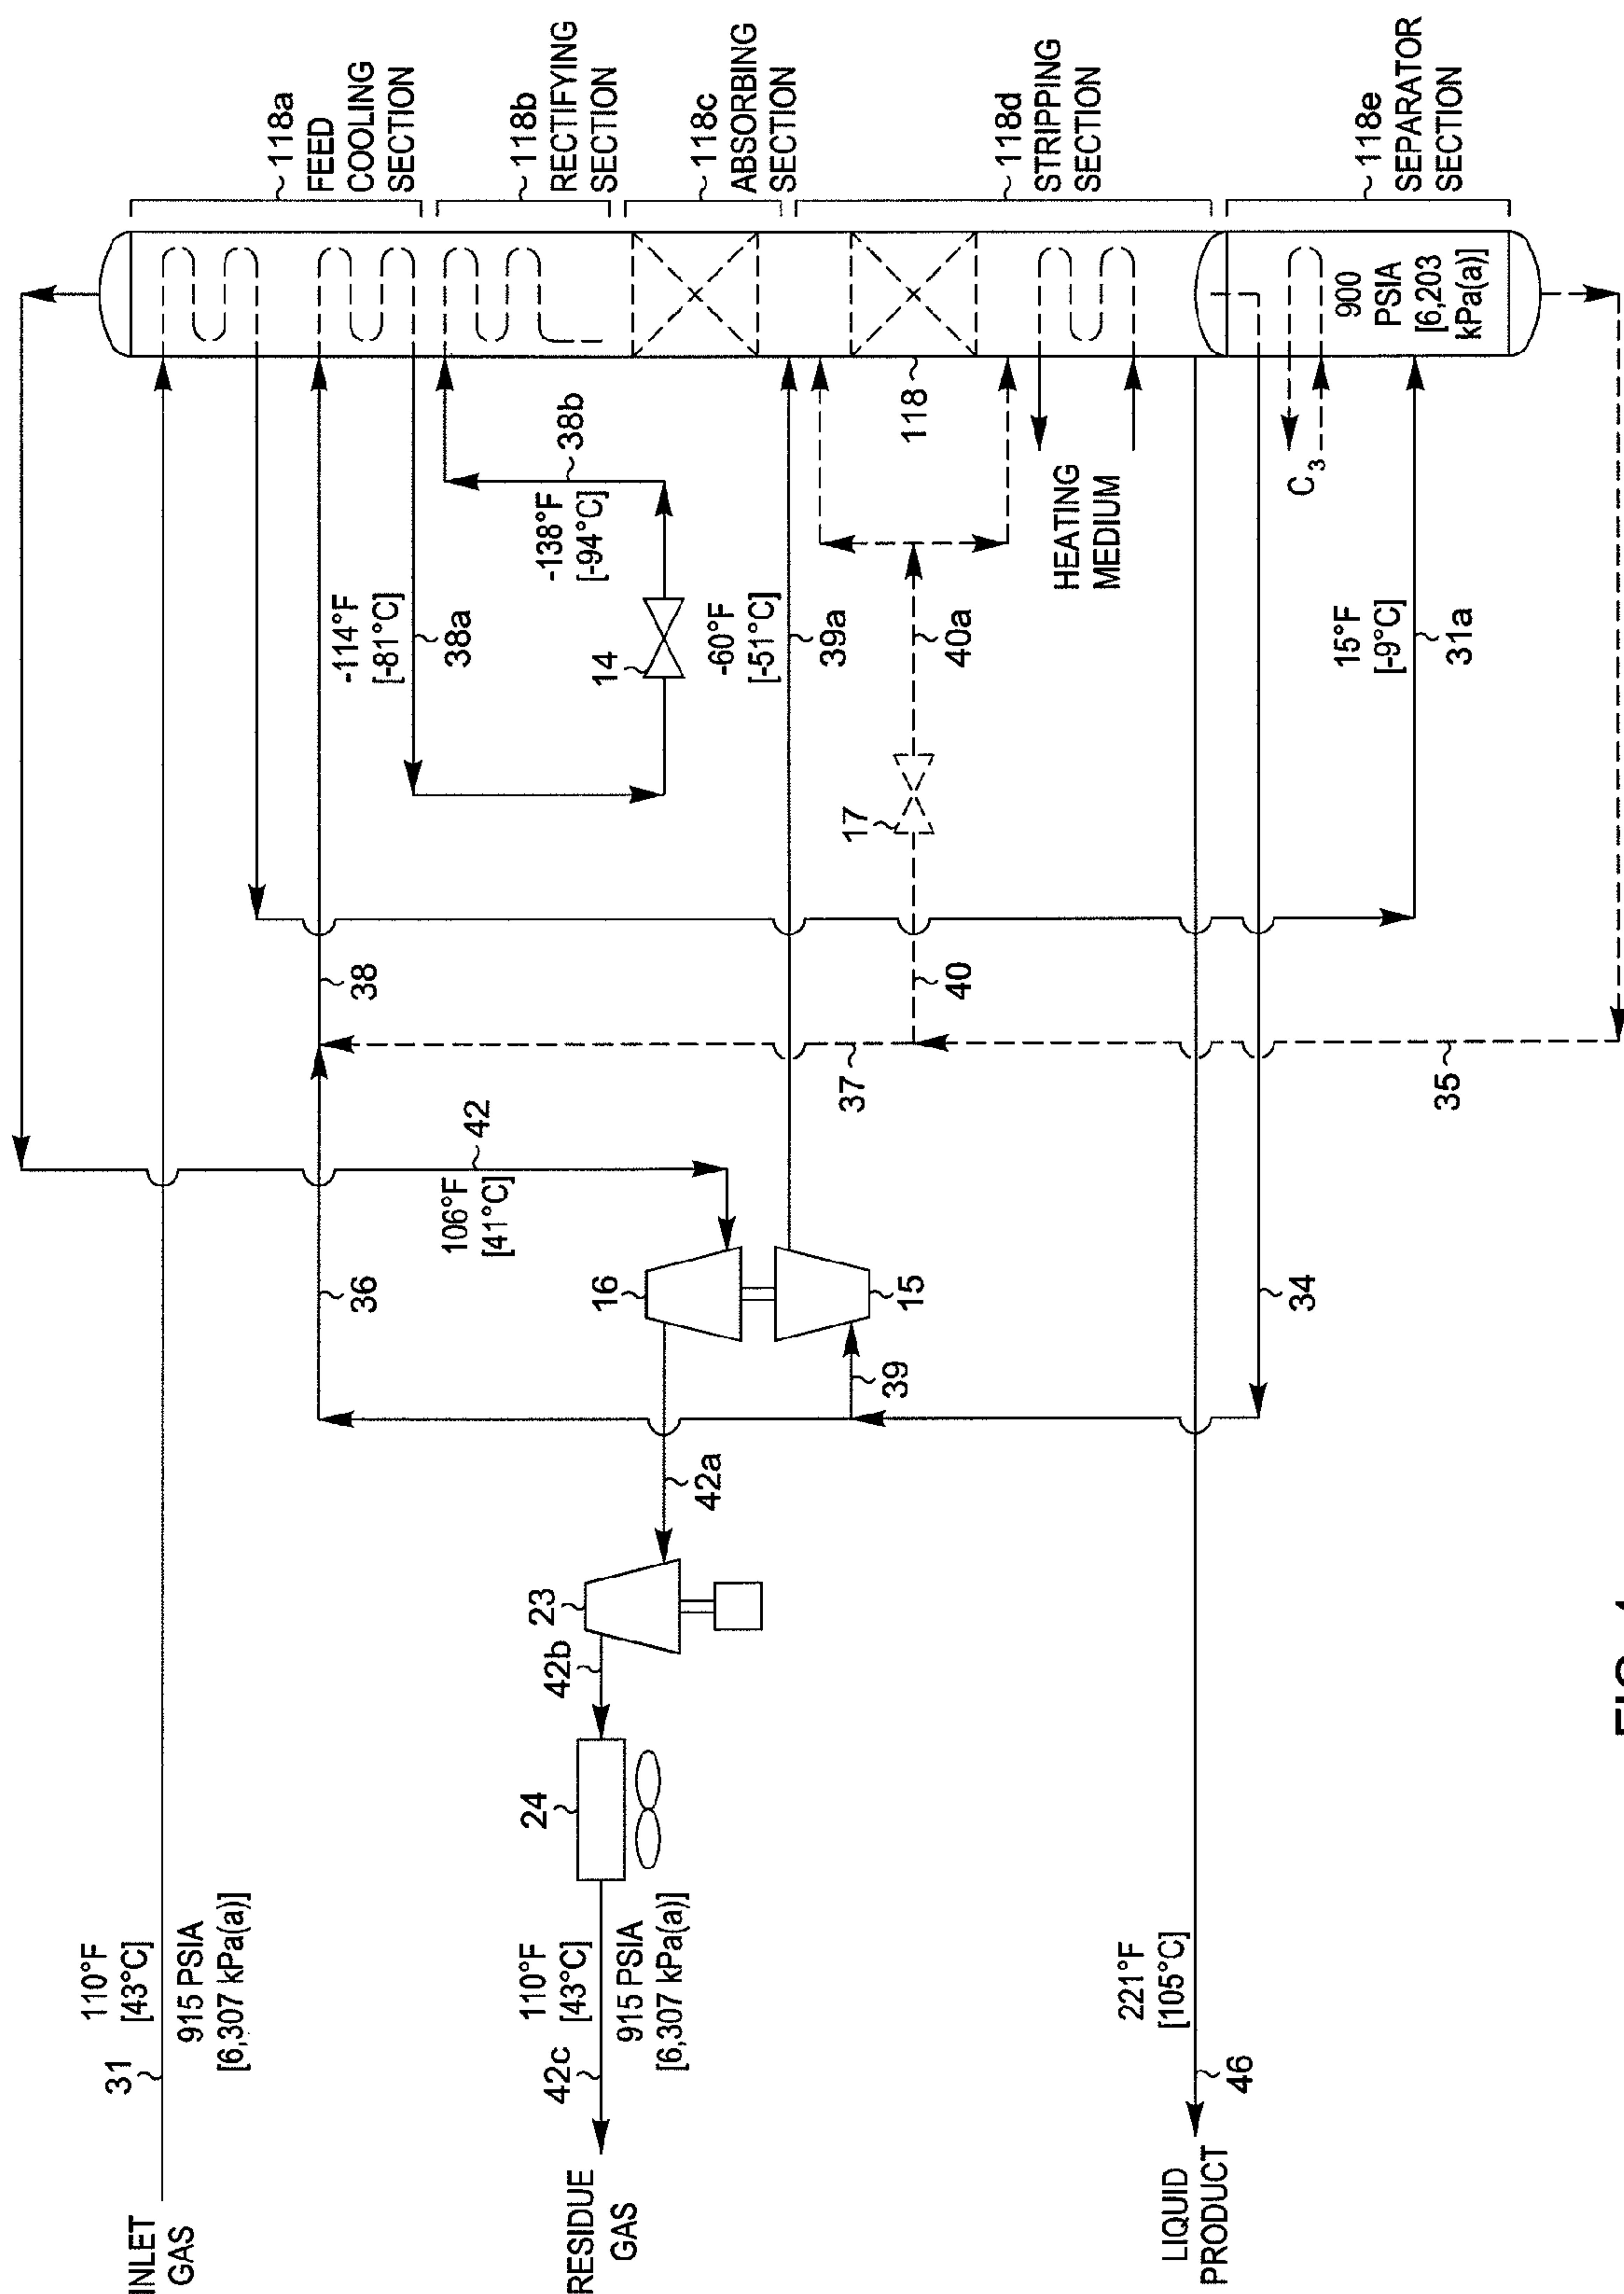 INLET
GAS
31
110°F
[43°C]
915 PSIA
[6,307 kPa(a)]
RESIDUE
GAS
42c
110°F
[43°C]
915 PSIA
[6,307 kPa(a)]
24
42b
23
42a
LIQUID
PRODUCT
46
221°F
[105°C]
36
16
15
39
34
106°F
[41°C]
42
37
35
38
40
17
40a
14
-114°F
[-81°C]
38a
-138°F
[-94°C]
38b
-60°F
[-51°C]
39a
15°F
[-9°C]
31a
HEATING
MEDIUM
C3
118
900
PSIA
[6,203
kPa(a)]
118a
FEED
COOLING
SECTION
118b
RECTIFYING
SECTION
118c
ABSORBING
SECTION
118d
STRIPPING
SECTION
118e
SEPARATOR
SECTION